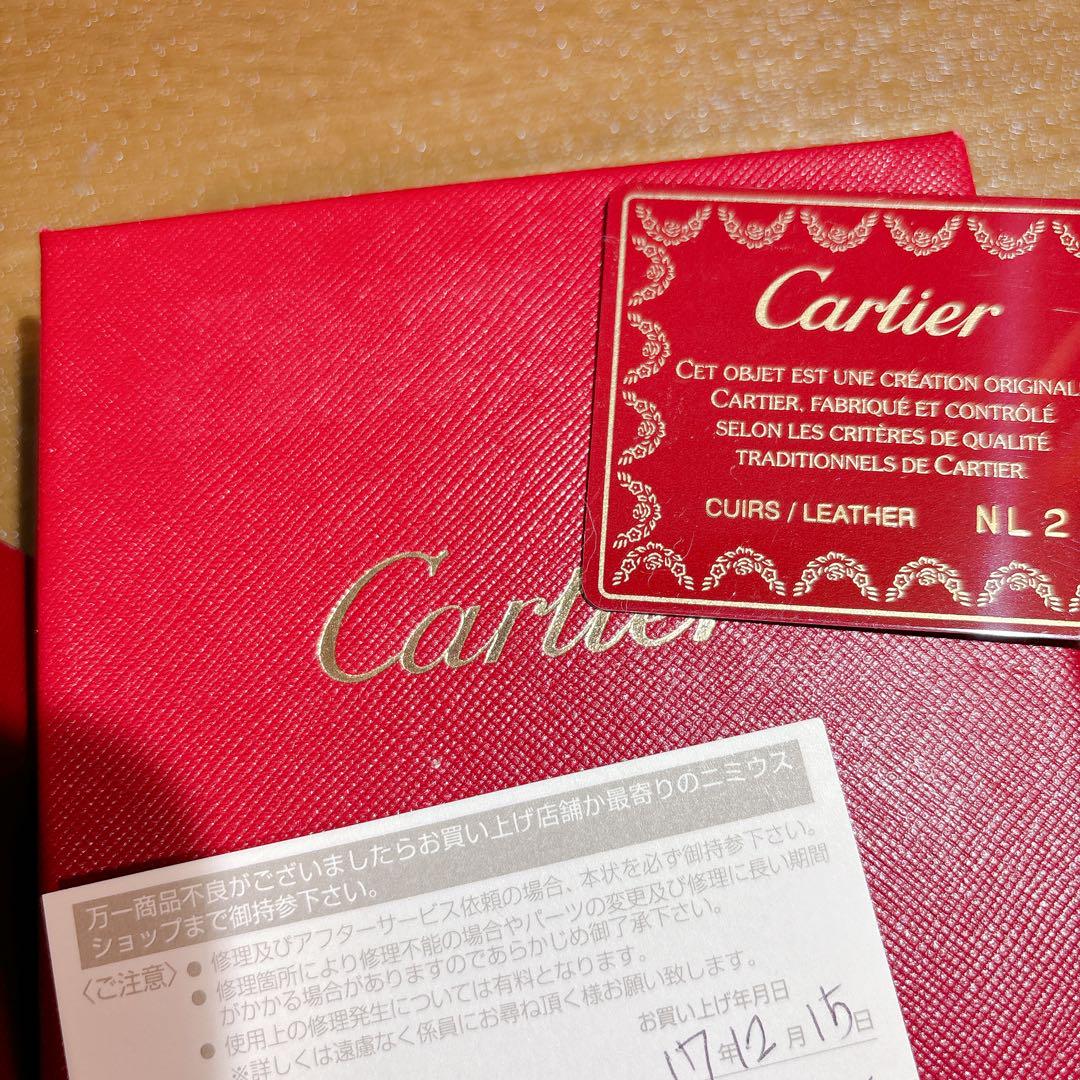 Cartier
CET OBJET EST UNE CRÉATION ORIGINAL
CARTIER, FABRIQUÉ ET CONTRÔLÉ
SELON LES CRITÈRES DE QUALITÉ
TRADITIONNELS DE CARTIER
CUIRS / LEATHER NL 2
Cartier
万一商品不良がございましたらお買い上げ店舗か最寄りのニミウス
ショップまで御持参下さい。
〈ご注意〉 ● 修理及びアフターサービス依頼の場合、本状を必ず御持参下さい。
● 修理箇所により修理不能の場合やパーツの変更及び修理に長い期間
がかかる場合がありますのであらかじめ御了承下さい。
● 使用上の修理発生については有料となります。
※詳しくは遠慮なく係員にお尋ね頂く様お願い致します。
お買い上げ年月日
17年12月15日